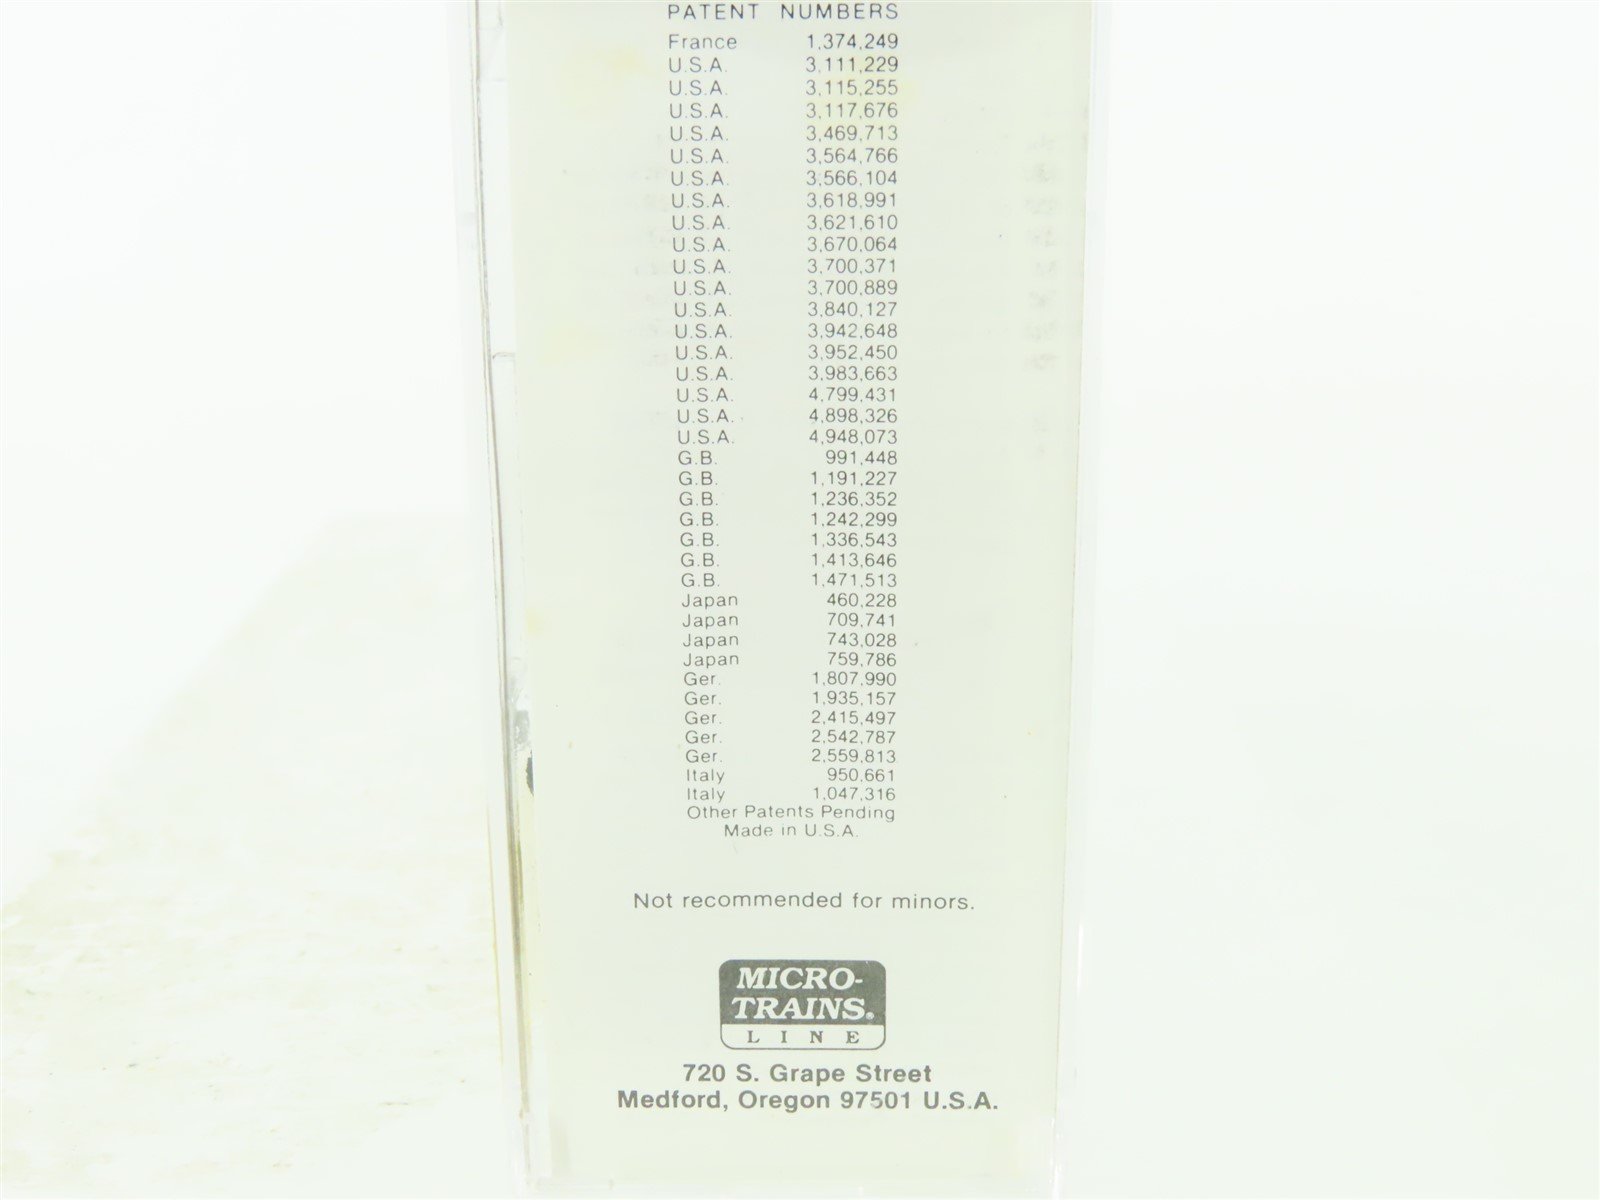 PATENT NUMBERS
France 1,374,249
U.S.A. 3,111,229
U.S.A. 3,115,255
U.S.A. 3,117,676
U.S.A. 3,469,713
U.S.A. 3,564,766
U.S.A. 3,566,104
U.S.A. 3,618,991
U.S.A. 3,621,610
U.S.A. 3,670,064
U.S.A. 3,700,371
U.S.A. 3,700,889
U.S.A. 3,840,127
U.S.A. 3,942,648
U.S.A. 3,952,450
U.S.A. 3,983,663
U.S.A. 4,799,431
U.S.A. 4,898,326
U.S.A. 4,948,073
G.B. 991,448
G.B. 1,191,227
G.B. 1,236,352
G.B. 1,242,299
G.B. 1,336,543
G.B. 1,413,646
G.B. 1,471,513
Japan 460,228
Japan 709,741
Japan 743,028
Japan 759,786
Ger. 1,807,990
Ger. 1,935,157
Ger. 2,415,497
Ger. 2,542,787
Ger. 2,559,813
Italy 950,661
Italy 1,047,316
Other Patents Pending
Made in U.S.A.
Not recommended for minors.
MICRO-
TRAINS®
LINE
720 S. Grape Street
Medford, Oregon 97501 U.S.A.